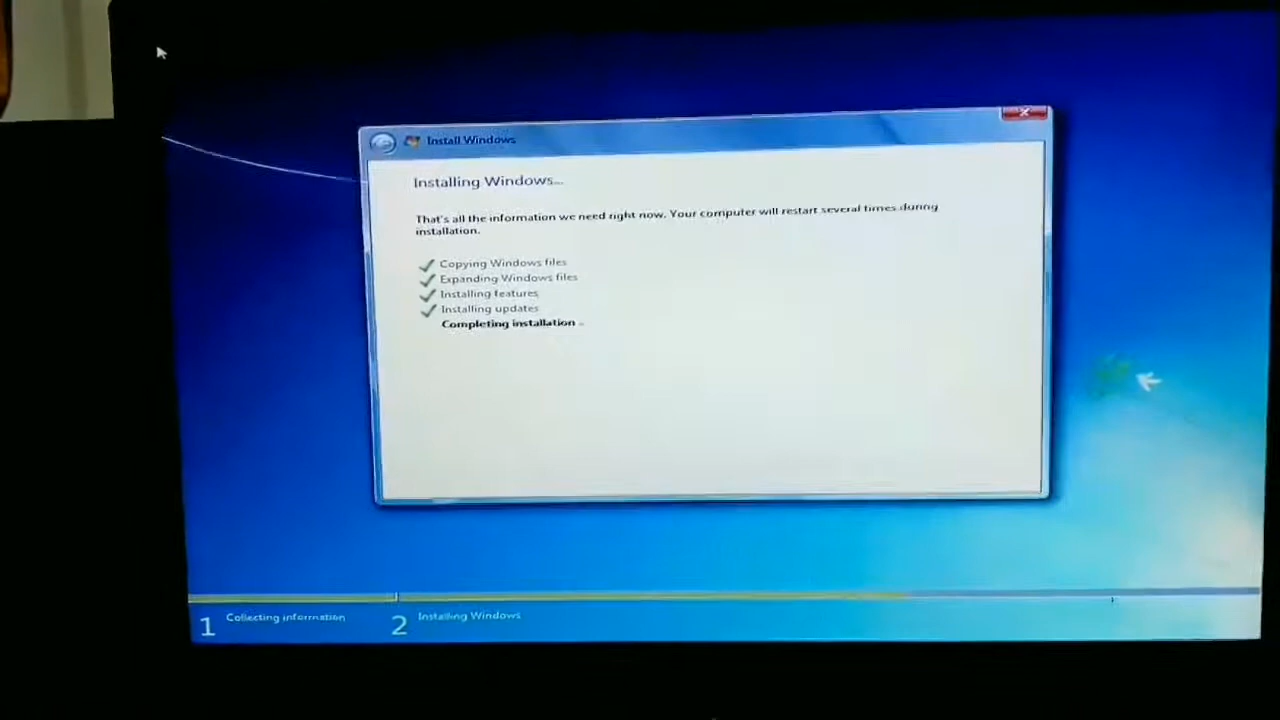 Install Windows
Installing Windows...
That's all the information we need right now. Your computer will restart several times during
installation.
Copying Windows files
Expanding Windows files
Installing features
Installing updates
Completing installation ..
1 Collecting information
2 Installing Windows